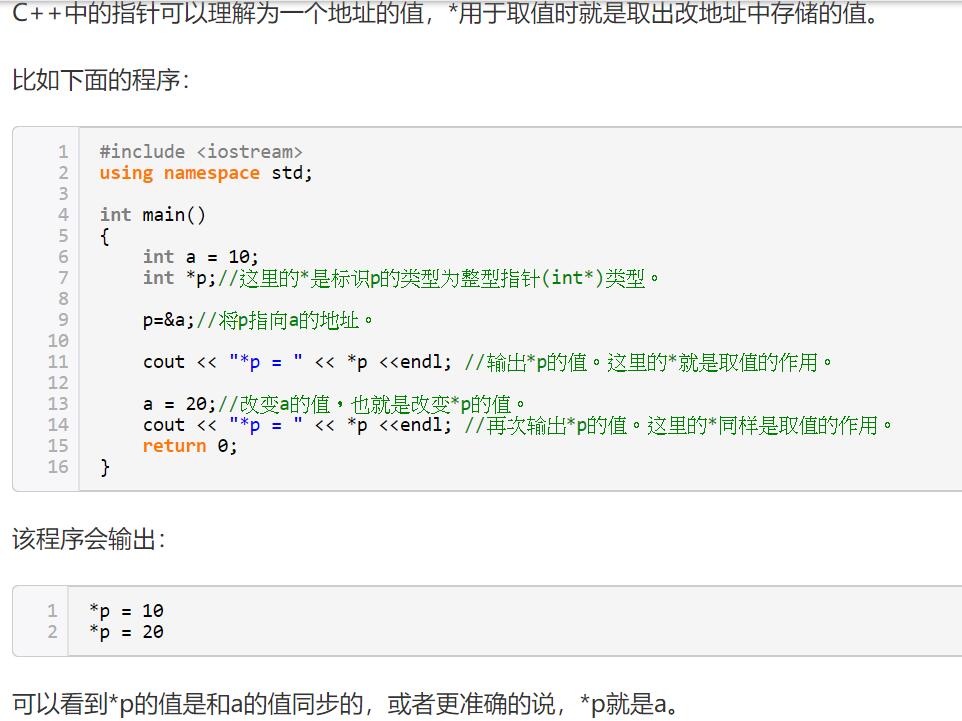 C++中的指针可以理解为一个地址的值，*用于取值时就是取出改地址中存储的值。
比如下面的程序：
1 #include <iostream>
2 using namespace std;
3
4 int main()
5 {
6 int a = 10;
7 int *p;//这里的*是标识p的类型为整型指针(int*)类型。
8
9 p=&a;//将p指向a的地址。
10
11 cout << "*p = " << *p <<endl; //输出*p的值。这里的*就是取值的作用。
12
13 a = 20;//改变a的值，也就是改变*p的值。
14 cout << "*p = " << *p <<endl; //再次输出*p的值。这里的*同样是取值的作用。
15 return 0;
16 }
该程序会输出：
1 *p = 10
2 *p = 20
可以看到*p的值是和a的值同步的，或者更准确的说，*p就是a。